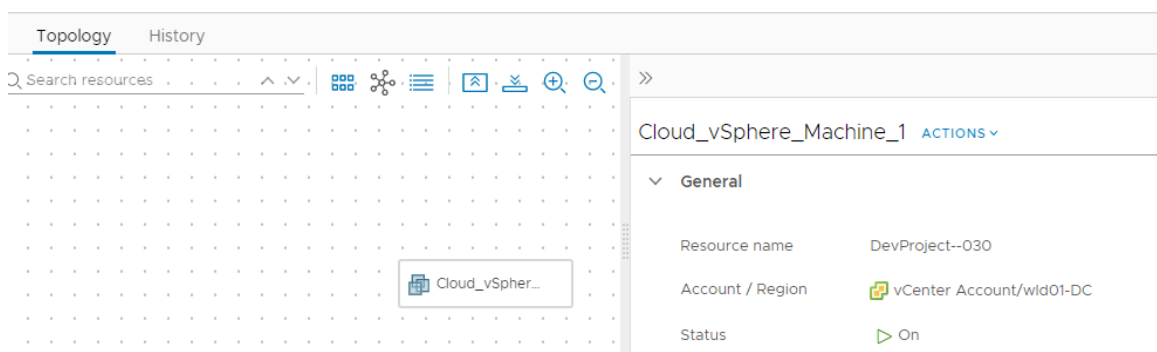 Topology History
Search resources
Cloud_vSphere_Machine_1 ACTIONS
General
Resource name DevProject--030
Cloud_vSpher...
Account / Region vCenter Account/wld01-DC
Status On